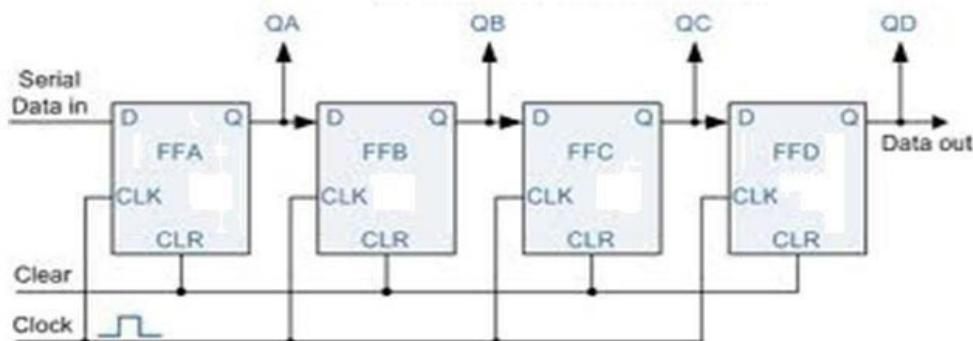 QA QB QC QD
Serial
Data in
D Q D Q D Q D Q
Data out
FFA FFB FFC FFD
CLK CLK CLK CLK
CLR CLR CLR CLR
Clear
Clock